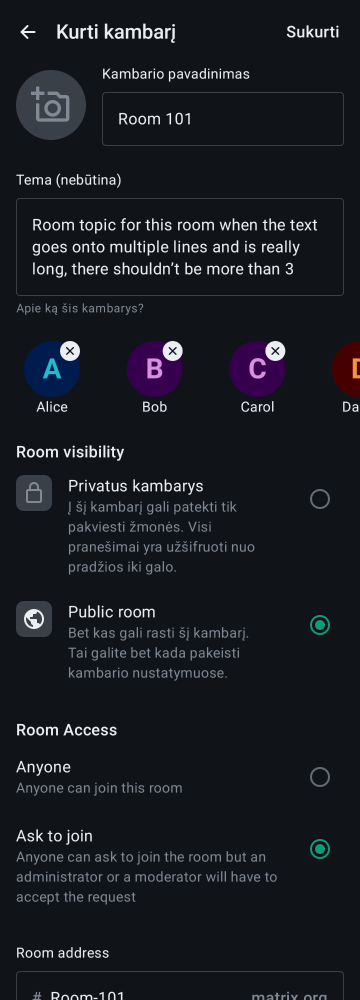 Kurti kambarį
Sukurti
Kambario pavadinimas
Room 101
Tema (nebūtina)
Room topic for this room when the text
goes onto multiple lines and is really
long, there shouldn't be more than 3
Apie ką šis kambarys?
A
B
C
D
Alice
Bob
Carol
Da
Room visibility
Privatus kambarys
Į šį kambarį gali patekti tik
pakviesti žmonės. Visi
pranešimai yra užšifruoti nuo
pradžios iki galo.
Public room
Bet kas gali rasti šį kambarį.
Tai galite bet kada pakeisti
kambario nustatymuose.
Room Access
Anyone
Anyone can join this room
Ask to join
Anyone can ask to join the room but an
administrator or a moderator will have to
accept the request
Room address
# Room-101
matrix.org